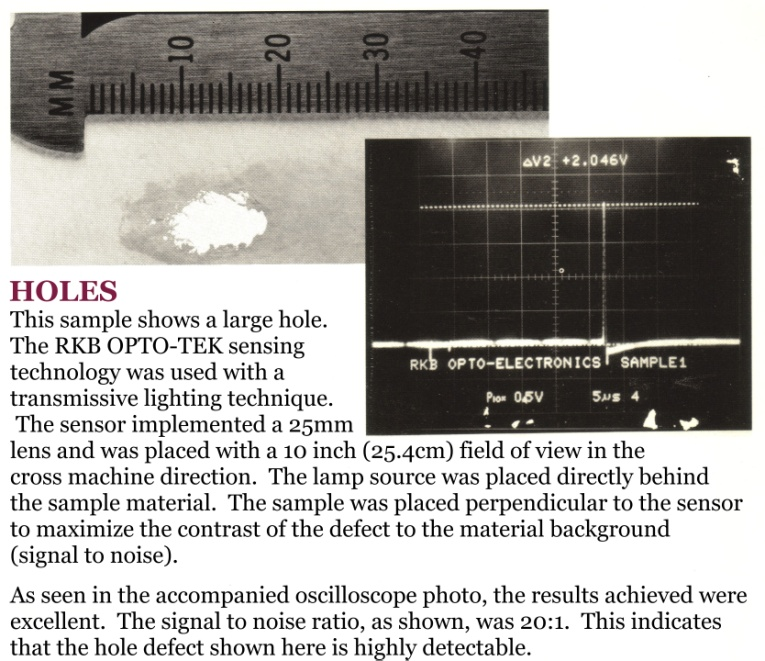 MM 10 20 30 40
ΔV2 +2.046V
RKB OPTO-ELECTRONICS SAMPLE1
0.5V 5µs 4
HOLES
This sample shows a large hole.
The RKB OPTO-TEK sensing
technology was used with a
transmissive lighting technique.
The sensor implemented a 25mm
lens and was placed with a 10 inch (25.4cm) field of view in the
cross machine direction. The lamp source was placed directly behind
the sample material. The sample was placed perpendicular to the sensor
to maximize the contrast of the defect to the material background
(signal to noise).
As seen in the accompanied oscilloscope photo, the results achieved were
excellent. The signal to noise ratio, as shown, was 20:1. This indicates
that the hole defect shown here is highly detectable.